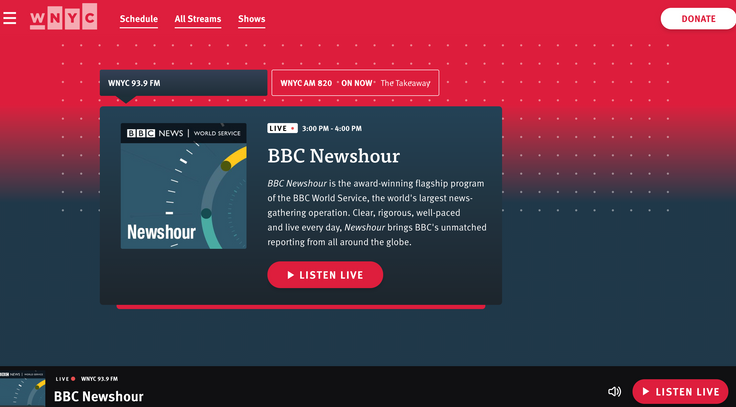 WNYC
Schedule
All Streams
Shows
DONATE
WNYC 93.9 FM
WNYC AM 820 • ON NOW • The Takeaway
BBC NEWS | WORLD SERVICE
Newshour
LIVE • 3:00 PM - 4:00 PM
BBC Newshour
BBC Newshour is the award-winning flagship program
of the BBC World Service, the world's largest news-
gathering operation. Clear, rigorous, well-paced
and live every day, Newshour brings BBC's unmatched
reporting from all around the globe.
LISTEN LIVE
BBC NEWS | WORLD SERVICE
LIVE • WNYC 93.9 FM
BBC Newshour
LISTEN LIVE